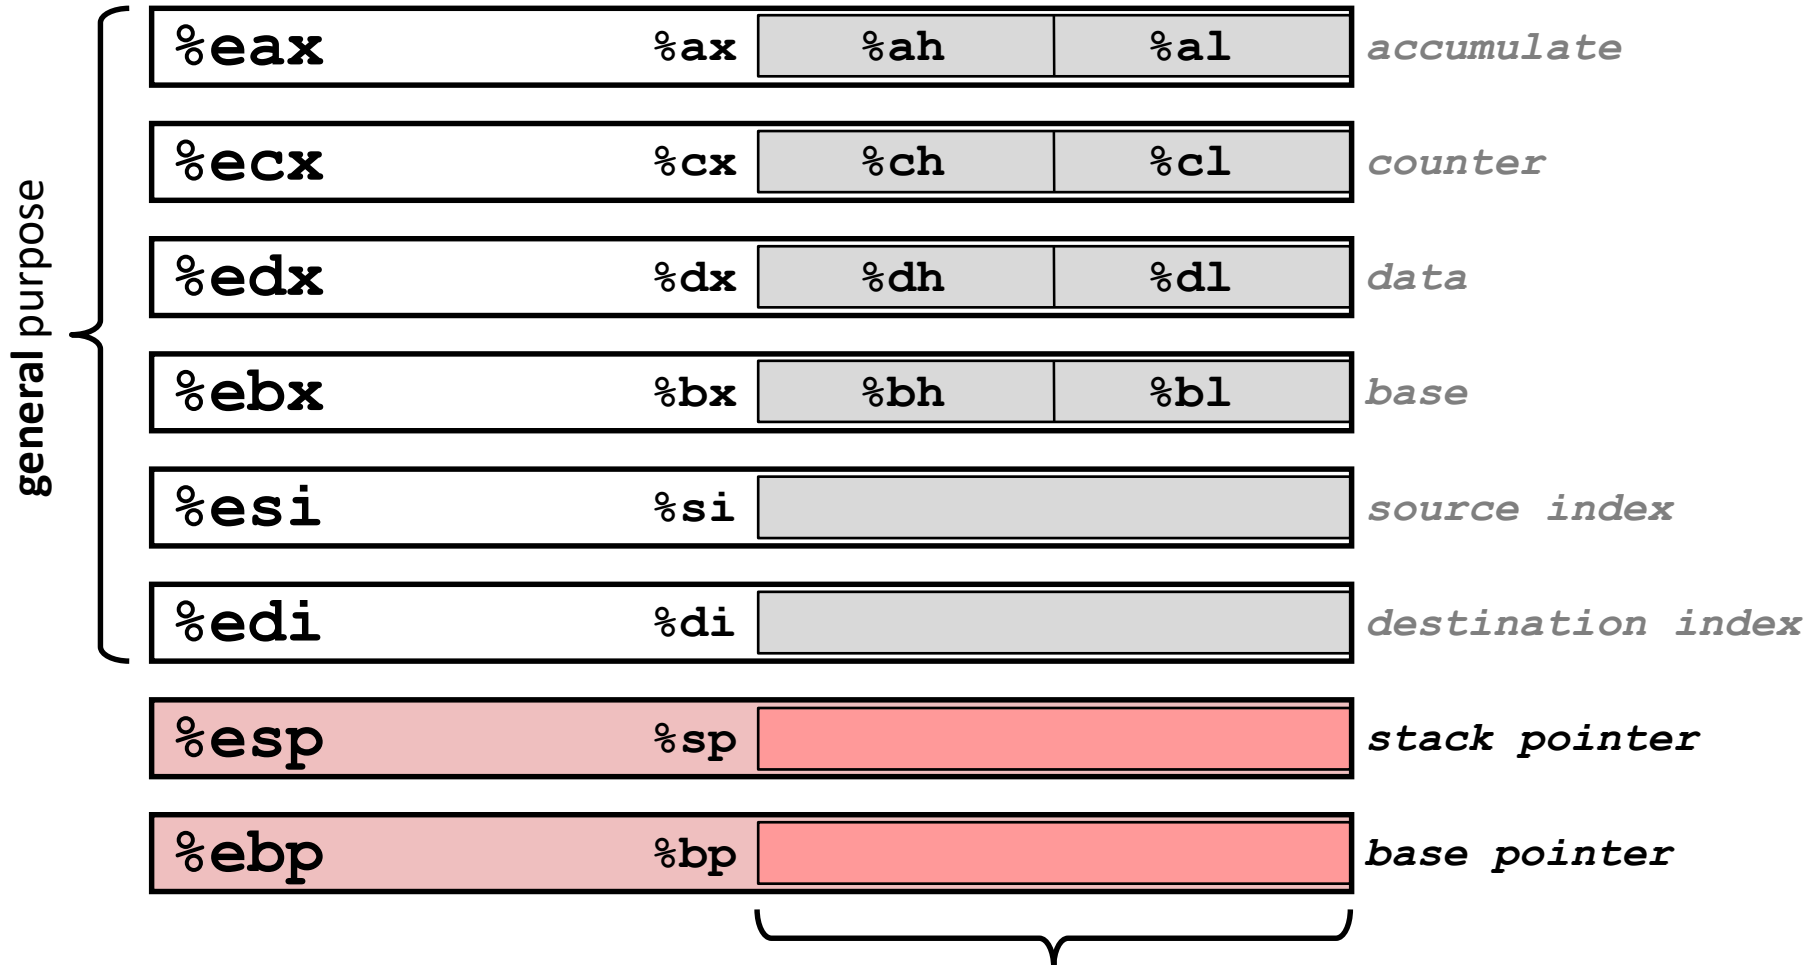 general purpose
%eax %ax %ah %al accumulate
%ecx %cx %ch %cl counter
%edx %dx %dh %dl data
%ebx %bx %bh %bl base
%esi %si source index
%edi %di destination index
%esp %sp stack pointer
%ebp %bp base pointer